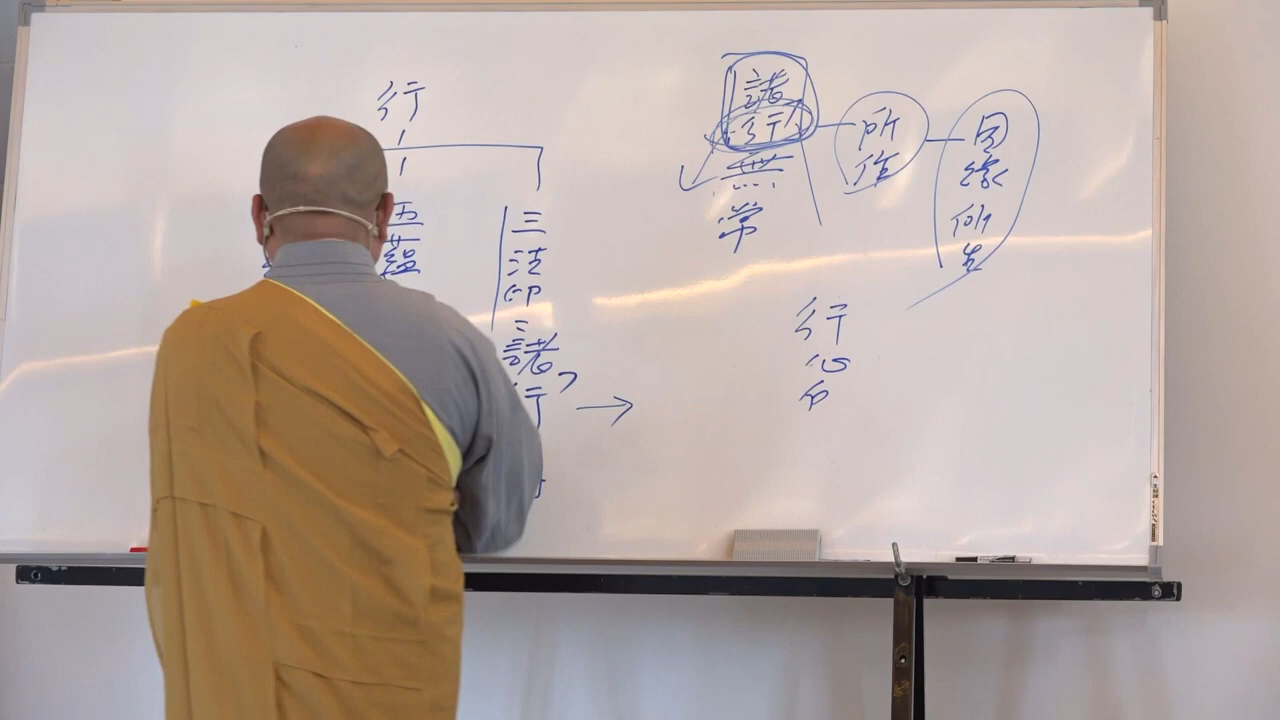 諸行無常
所作
因緣所生
行心
行
三法印
諸行
五蘊